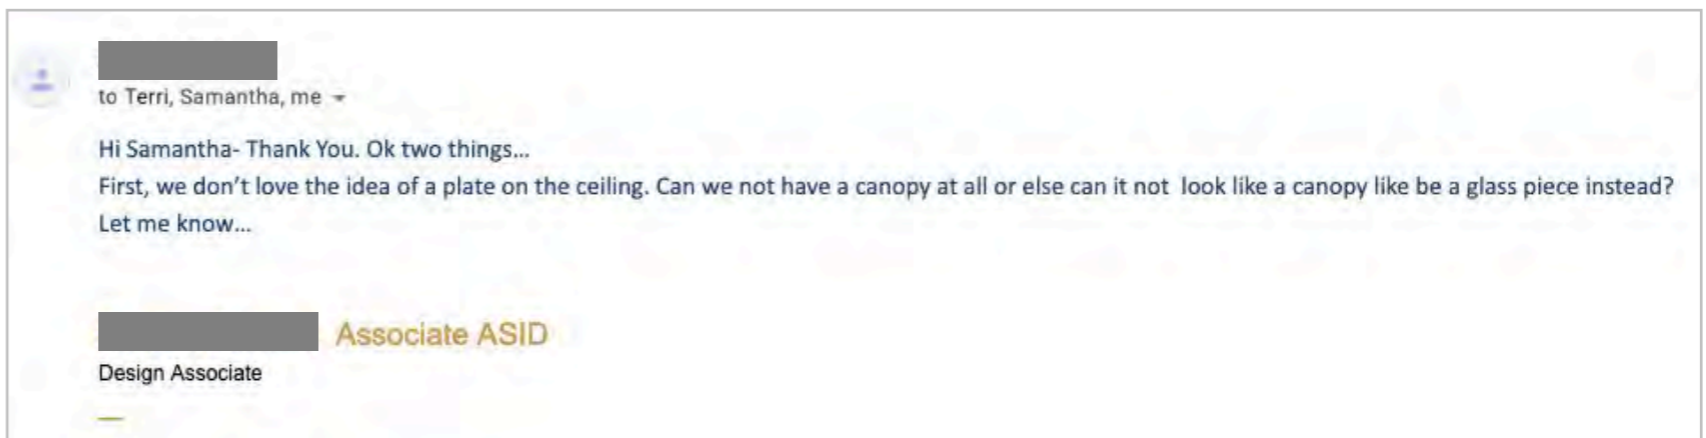 to Terri, Samantha, me
Hi Samantha- Thank You. Ok two things...
First, we don't love the idea of a plate on the ceiling. Can we not have a canopy at all or else can it not  look like a canopy like be a glass piece instead?
Let me know...
Associate ASID
Design Associate